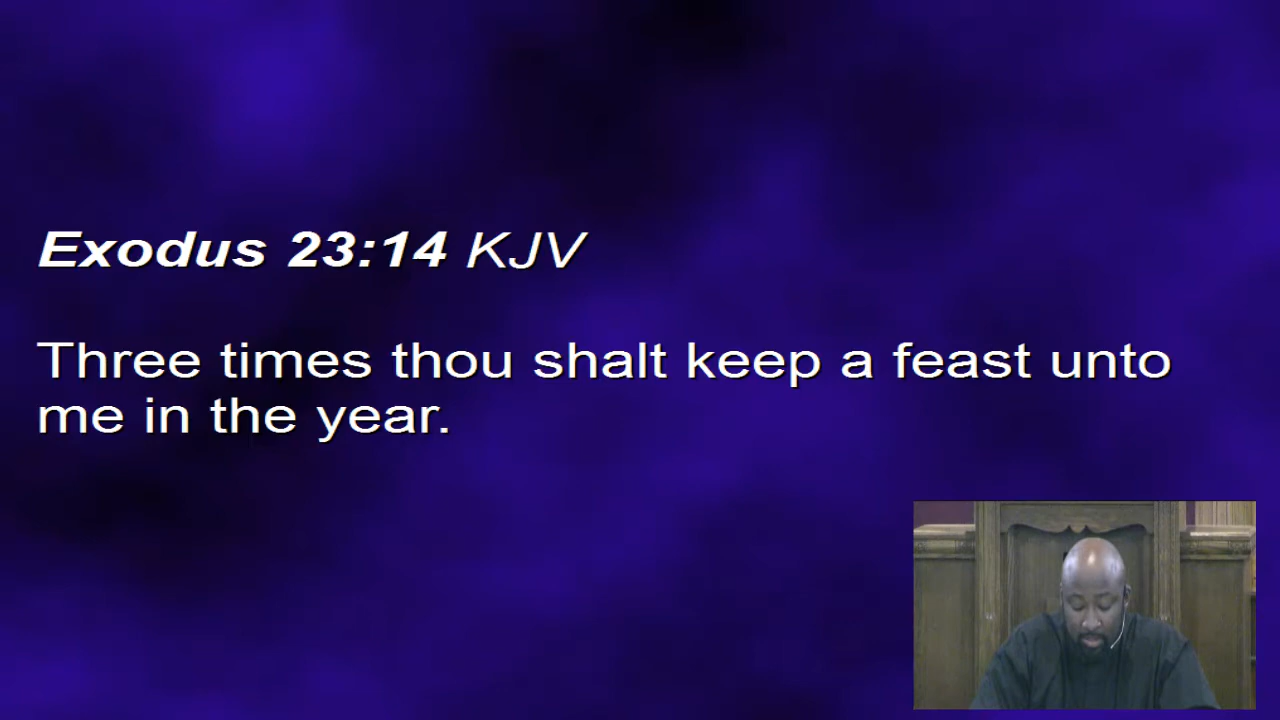 Exodus 23:14 KJV
Three times thou shalt keep a feast unto
me in the year.